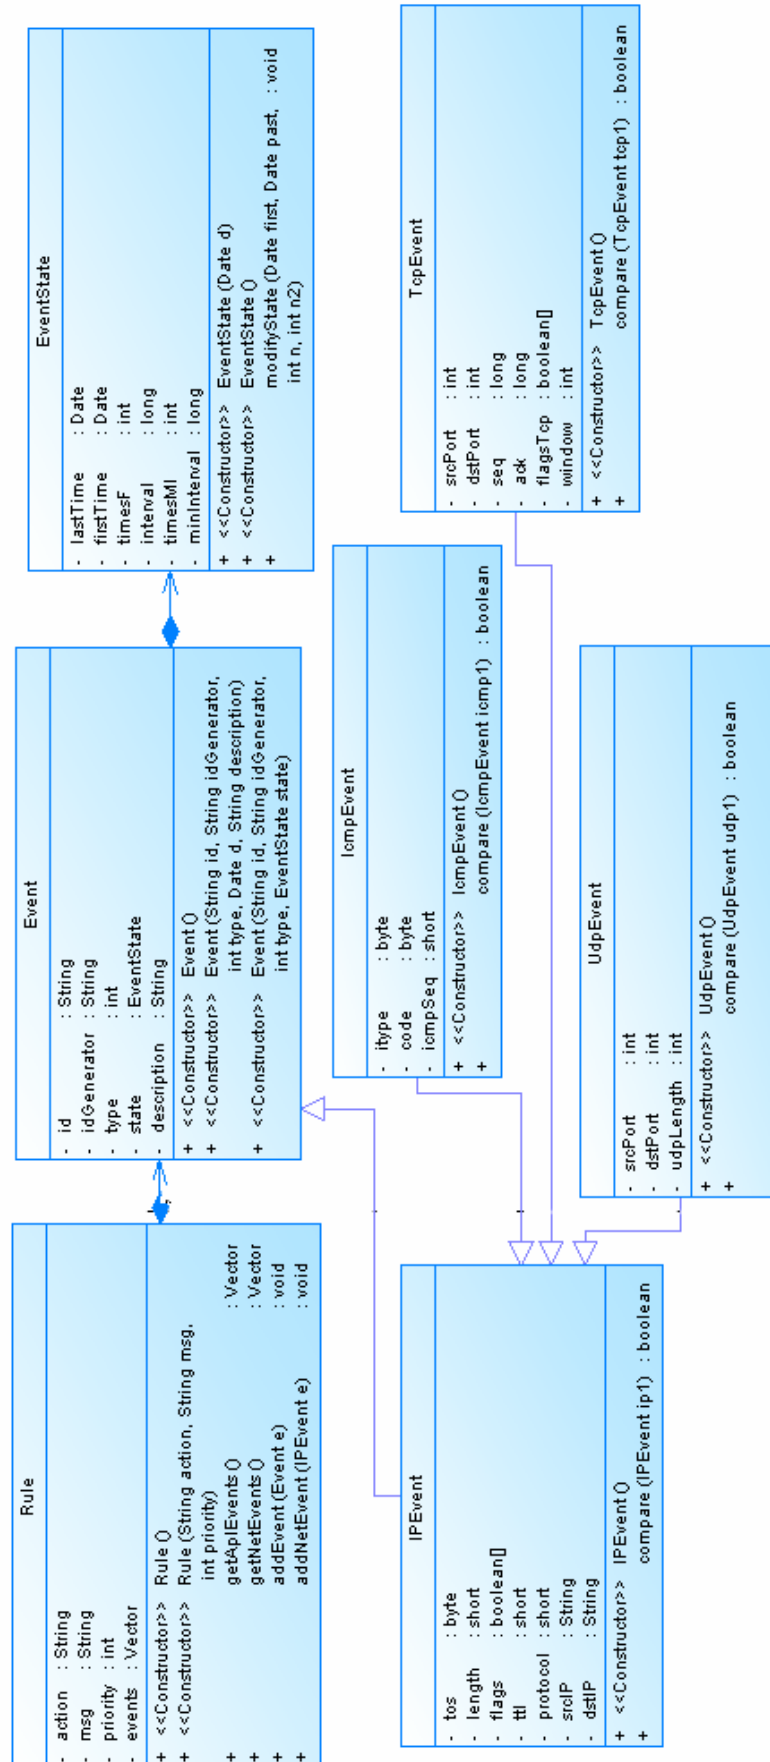 Rule
- action : String
- msg : String
- priority : int
- events : Vector
+ <<Constructor>> Rule ()
+ <<Constructor>> Rule (String action, String msg,
int priority)
+ getAplEvents () : Vector
+ getNetEvents () : Vector
+ addEvent (Event e) : void
+ addNetEvent (IPEvent e) : void
Event
- id : String
- idGenerator : String
- type : int
- state : EventState
- description : String
+ <<Constructor>> Event ()
+ <<Constructor>> Event (String id, String idGenerator,
int type, Date d, String description)
+ <<Constructor>> Event (String id, String idGenerator,
int type, EventState state)
EventState
- lastTime : Date
- firstTime : Date
- timesF : int
- interval : long
- timesMI : int
- minInterval : long
+ <<Constructor>> EventState (Date d)
+ <<Constructor>> EventState ()
+ modifyState (Date first, Date past, : void
int n, int n2)
IPEvent
- tos : byte
- length : short
- flags : boolean[]
- ttl : short
- protocol : short
- srcIP : String
- dstIP : String
+ <<Constructor>> IPEvent ()
+ compare (IPEvent ip1) : boolean
IcmpEvent
- itype : byte
- code : byte
- icmpSeq : short
+ <<Constructor>> IcmpEvent ()
+ compare (IcmpEvent icmp1) : boolean
TcpEvent
- srcPort : int
- dstPort : int
- seq : long
- ack : long
- flagsTcp : boolean[]
- window : int
+ <<Constructor>> TcpEvent ()
+ compare (TcpEvent tcp1) : boolean
UdpEvent
- srcPort : int
- dstPort : int
- udpLength : int
+ <<Constructor>> UdpEvent ()
+ compare (UdpEvent udp1) : boolean